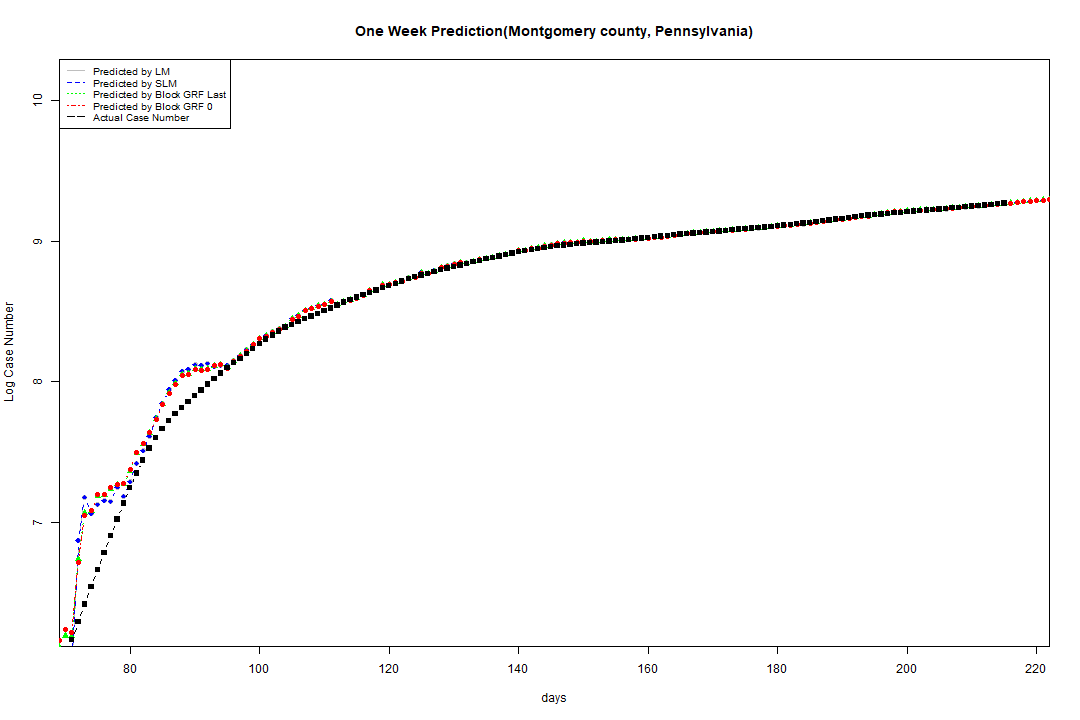 One Week Prediction(Montgomery county, Pennsylvania)
Predicted by LM
Predicted by SLM
Predicted by Block GRF Last
Predicted by Block GRF 0
Actual Case Number
10
9
8
7
Log Case Number
80 100 120 140 160 180 200 220
days